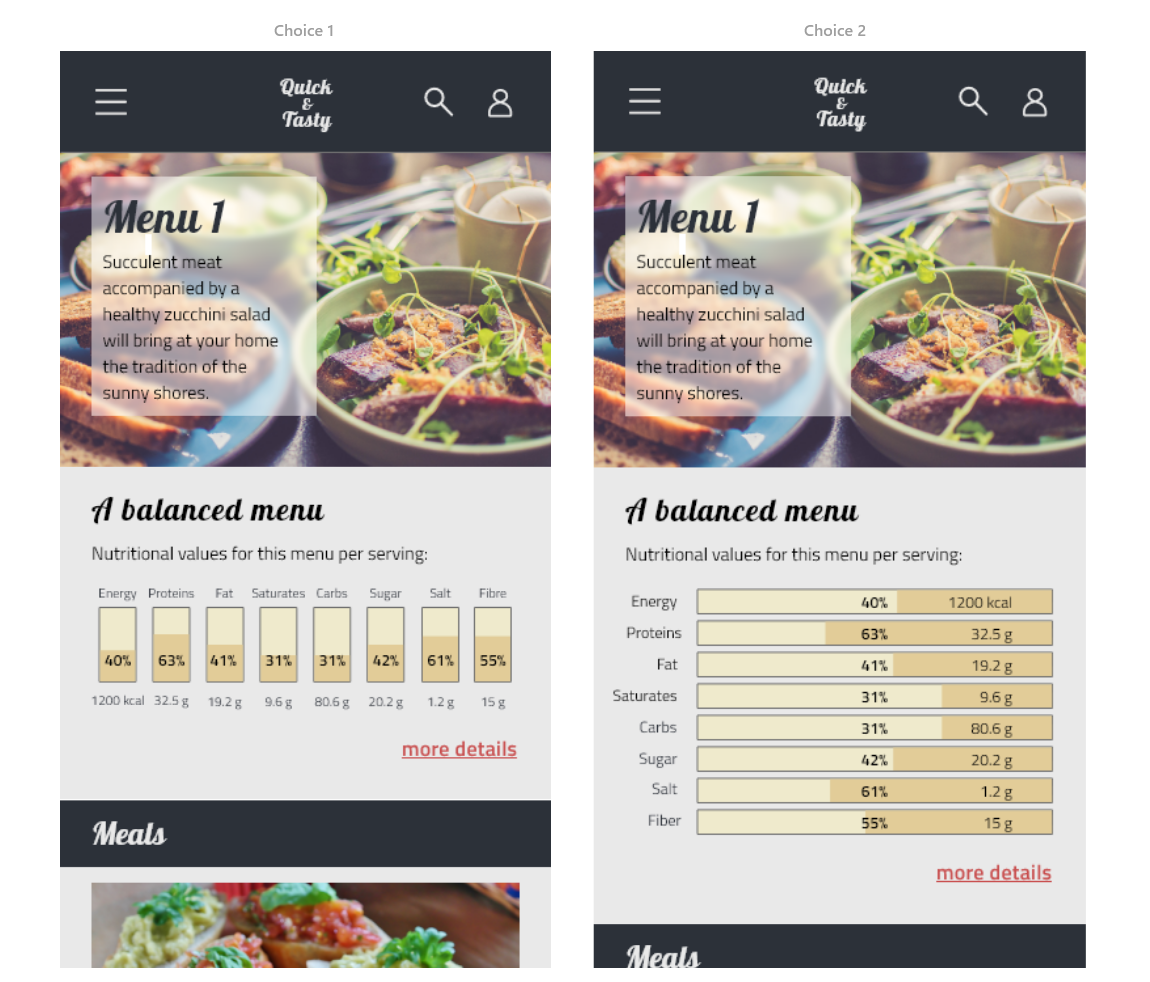 Choice 1
Quick
&
Tasty
Menu 1
Succulent meat
accompanied by a
healthy zucchini salad
will bring at your home
the tradition of the
sunny shores.
A balanced menu
Nutritional values for this menu per serving:
Energy Proteins Fat Saturates Carbs Sugar Salt Fibre
40% 63% 41% 31% 31% 42% 61% 55%
1200 kcal 32.5 g 19.2 g 9.6 g 80.6 g 20.2 g 1.2 g 15 g
more details
Meals
Choice 2
Quick
&
Tasty
Menu 1
Succulent meat
accompanied by a
healthy zucchini salad
will bring at your home
the tradition of the
sunny shores.
A balanced menu
Nutritional values for this menu per serving:
Energy 40% 1200 kcal
Proteins 63% 32.5 g
Fat 41% 19.2 g
Saturates 31% 9.6 g
Carbs 31% 80.6 g
Sugar 42% 20.2 g
Salt 61% 1.2 g
Fiber 55% 15 g
more details
Meals